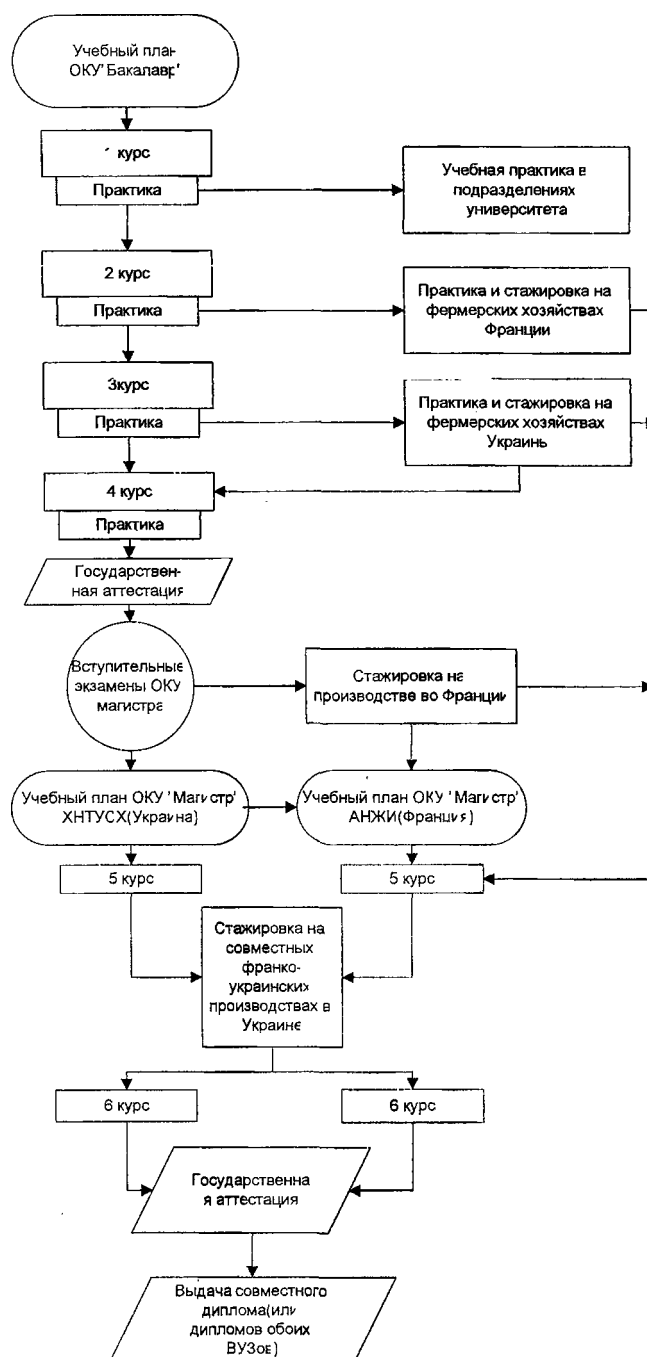 Учебный план
ОКУ"Бакалавр"
1 курс
Практика
Учебная практика в
подразделениях
университета
2 курс
Практика
Практика и стажировка на
фермерских хозяйствах
Франции
3курс
Практика
Практика и стажировка на
фермерских хозяйствах
Украины
4 курс
Практика
Государствен-
ная аттестация
Вступительные
экзамены ОКУ
магистра
Стажировка на
производстве во Франции
Учебный план ОКУ "Магистр"
ХНТУСХ(Украина)
Учебный план ОКУ "Магистр"
АНЖИ(Франция)
5 курс
5 курс
Стажировка на
совместных
франко-
украинских
производствах в
Украине
6 курс
6 курс
Государственна
я аттестация
Выдача совместного
диплома(или
дипломов обоих
ВУЗов)